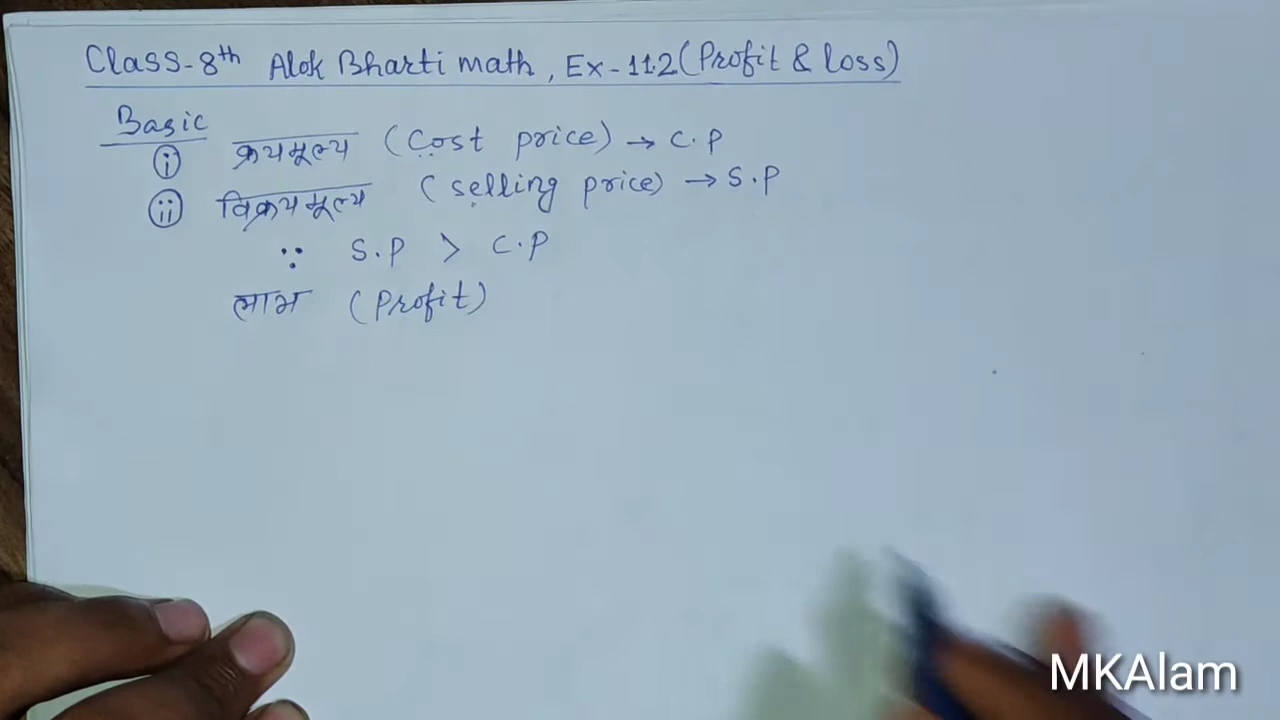 Class-8th Alok Bharti math, Ex-11.2 (Profit & loss)
Basic
(i) क्रयमूल्य (Cost price) → C.P
(ii) विक्रयमूल्य (selling price) → S.P
∵ S.P > C.P
लाभ (Profit)
MKAlam